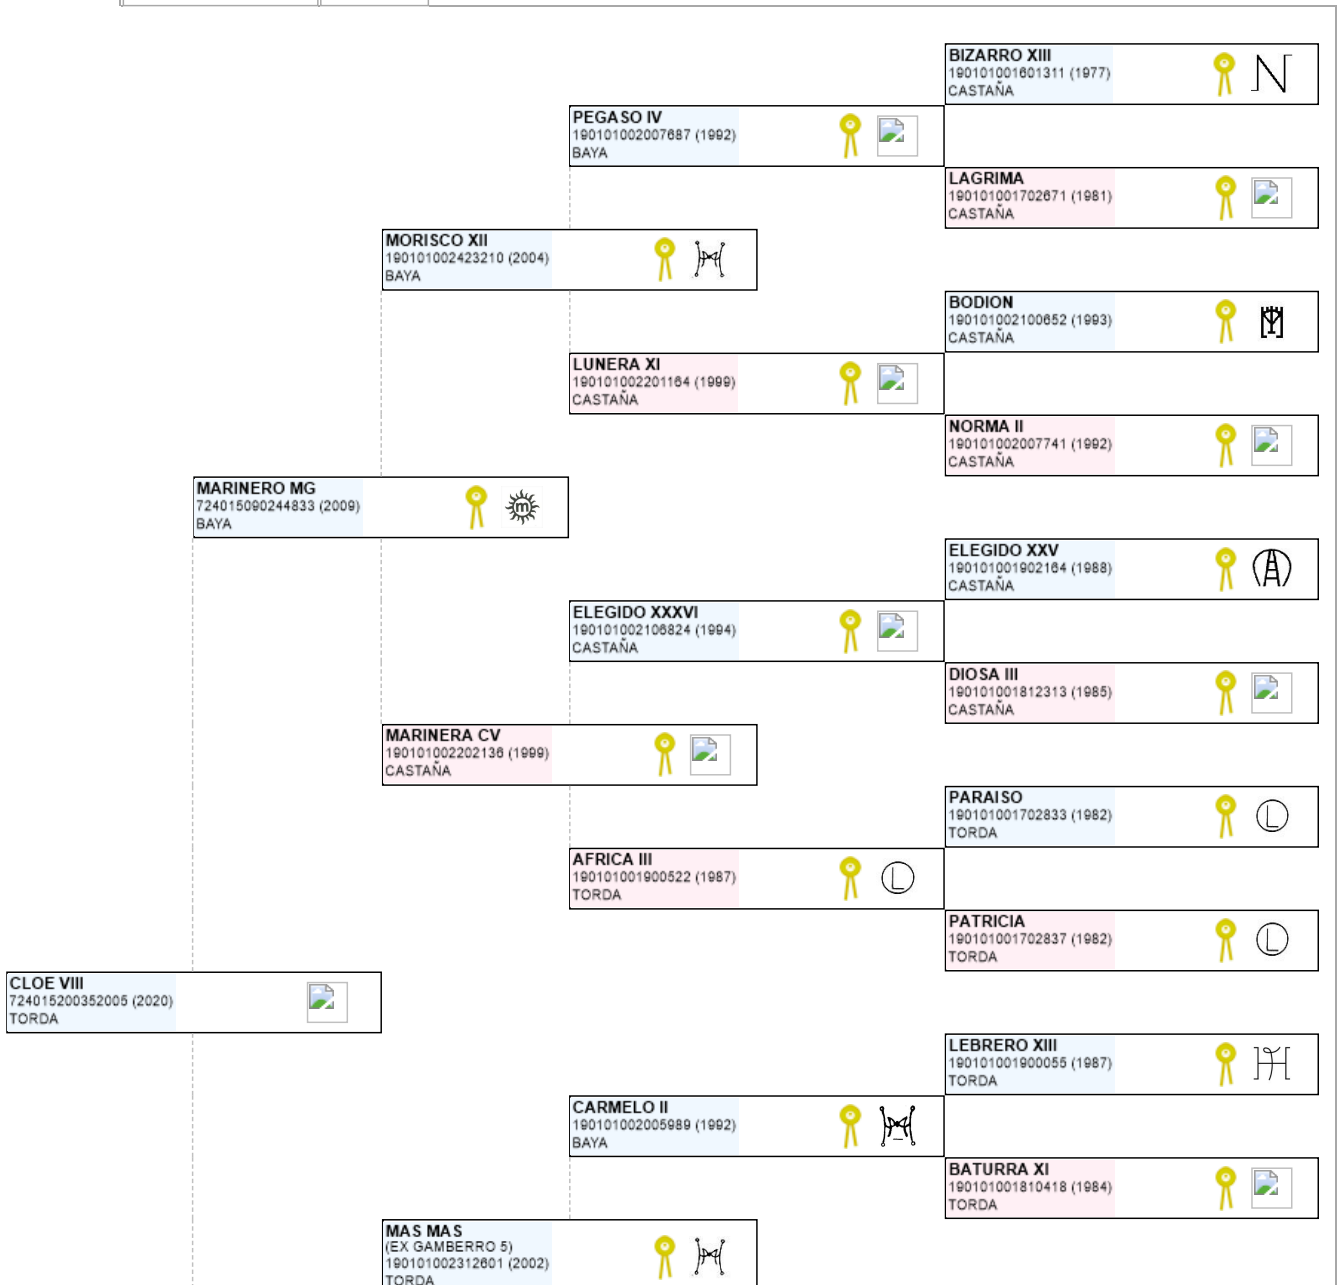 BIZARRO XIII
190101001601311 (1977)
CASTAÑA
PEGASO IV
190101002007687 (1992)
BAYA
LAGRIMA
190101001702671 (1981)
CASTAÑA
MORISCO XII
190101002423210 (2004)
BAYA
BODION
190101002100652 (1993)
CASTAÑA
LUNERA XI
190101002201164 (1999)
CASTAÑA
NORMA II
190101002007741 (1992)
CASTAÑA
MARINERO MG
724015090244833 (2009)
BAYA
ELEGIDO XXV
190101001902164 (1988)
CASTAÑA
ELEGIDO XXXVI
190101002106824 (1994)
CASTAÑA
DIOSA III
190101001812313 (1985)
CASTAÑA
MARINERA CV
190101002202136 (1999)
CASTAÑA
PARAISO
190101001702833 (1982)
TORDA
AFRICA III
190101001900522 (1987)
TORDA
PATRICIA
190101001702837 (1982)
TORDA
CLOE VIII
724015200352005 (2020)
TORDA
LEBRERO XIII
190101001900055 (1987)
TORDA
CARMELO II
190101002005989 (1992)
BAYA
BATURRA XI
190101001810418 (1984)
TORDA
MAS MAS
(EX GAMBERRO 5)
190101002312601 (2002)
TORDA